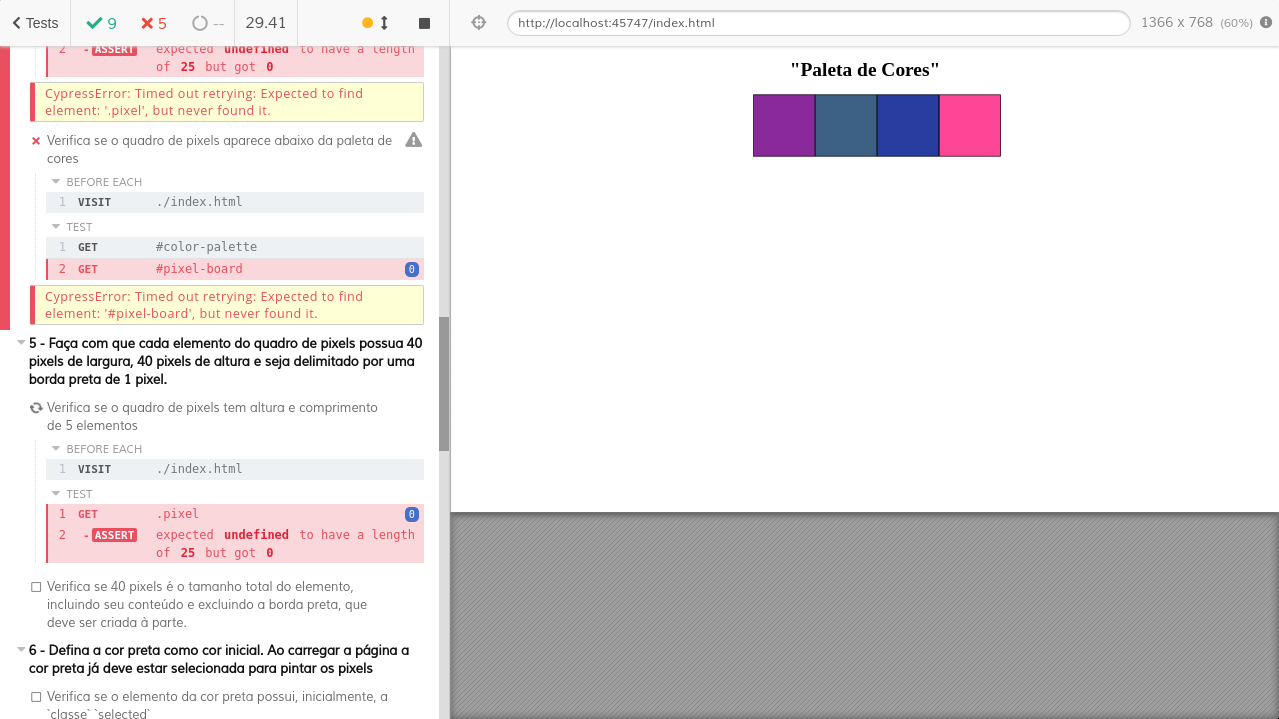 Tests 9 5 -- 29.41
http://localhost:45747/index.html 1366 x 768 (60%)
2 - ASSERT expected undefined to have a length
of 25 but got 0
CypressError: Timed out retrying: Expected to find
element: '.pixel', but never found it.
Verifica se o quadro de pixels aparece abaixo da paleta de
cores
BEFORE EACH
1 VISIT ./index.html
TEST
1 GET #color-palette
2 GET #pixel-board 0
CypressError: Timed out retrying: Expected to find
element: '#pixel-board', but never found it.
5 - Faça com que cada elemento do quadro de pixels possua 40
pixels de largura, 40 pixels de altura e seja delimitado por uma
borda preta de 1 pixel.
Verifica se o quadro de pixels tem altura e comprimento
de 5 elementos
BEFORE EACH
1 VISIT ./index.html
TEST
1 GET .pixel 0
2 - ASSERT expected undefined to have a length
of 25 but got 0
Verifica se 40 pixels é o tamanho total do elemento,
incluindo seu conteúdo e excluindo a borda preta, que
deve ser criada à parte.
6 - Defina a cor preta como cor inicial. Ao carregar a página a
cor preta já deve estar selecionada para pintar os pixels
Verifica se o elemento da cor preta possui, inicialmente, a
`classe` `selected`
"Paleta de Cores"